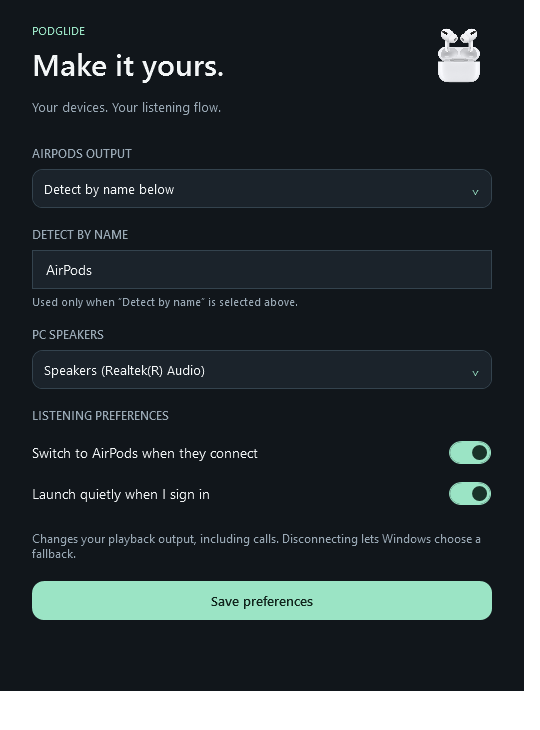 PODGLIDE
Make it yours.
Your devices. Your listening flow.
AIRPODS OUTPUT
Detect by name below
DETECT BY NAME
AirPods
Used only when "Detect by name" is selected above.
PC SPEAKERS
Speakers (Realtek(R) Audio)
LISTENING PREFERENCES
Switch to AirPods when they connect
Launch quietly when I sign in
Changes your playback output, including calls. Disconnecting lets Windows choose a
fallback.
Save preferences